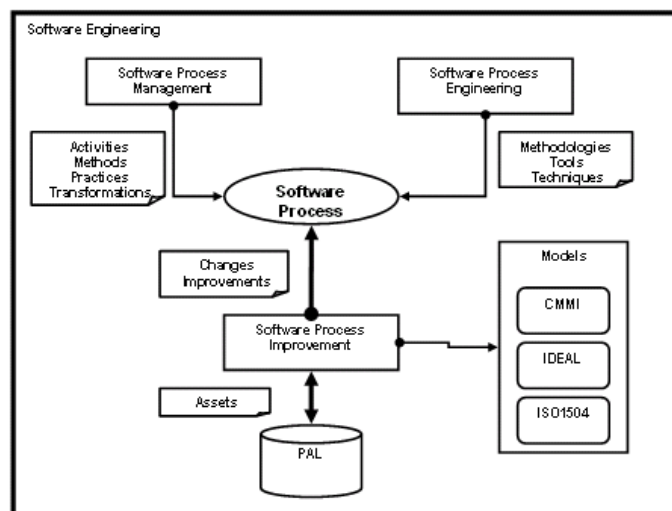 Software Engineering
Software Process
Management
Software Process
Engineering
Activities
Methods
Practices
Transformations
Methodologies
Tools
Techniques
Software
Process
Changes
Improvements
Models
CMMI
IDEAL
ISO1504
Software Process
Improvement
Assets
PAL